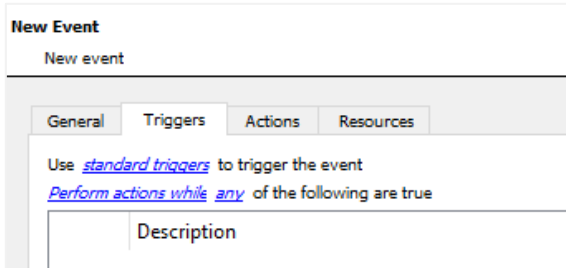 New Event
New event
General Triggers Actions Resources
Use standard triggers to trigger the event
Perform actions while any of the following are true
Description